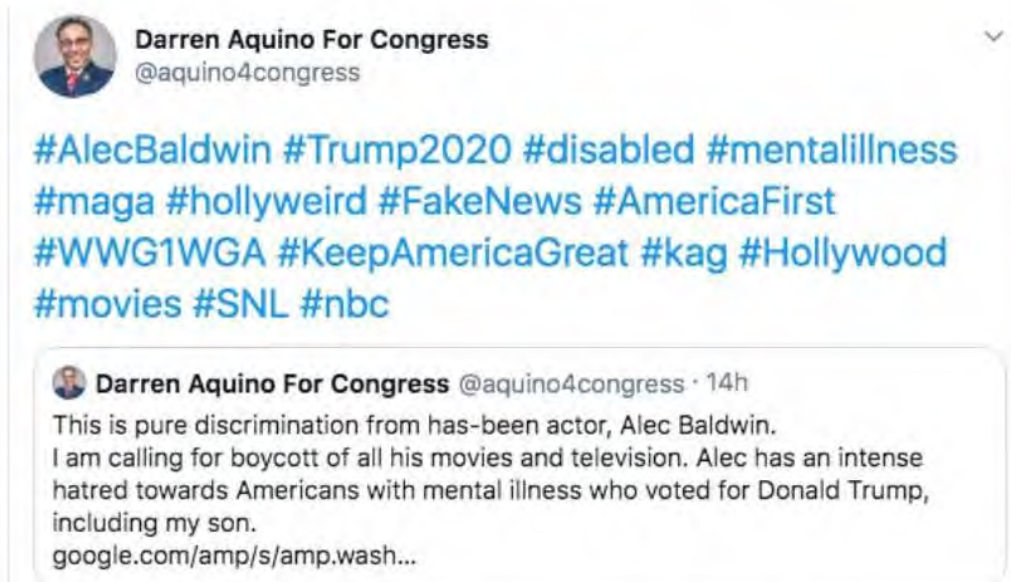 Darren Aquino For Congress
@aquino4congress
#AlecBaldwin #Trump2020 #disabled #mentalillness
#maga #hollyweird #FakeNews #AmericaFirst
#WWG1WGA #KeepAmericaGreat #kag #Hollywood
#movies #SNL #nbc
Darren Aquino For Congress @aquino4congress · 14h
This is pure discrimination from has-been actor, Alec Baldwin.
I am calling for boycott of all his movies and television. Alec has an intense
hatred towards Americans with mental illness who voted for Donald Trump,
including my son.
google.com/amp/s/amp.wash...